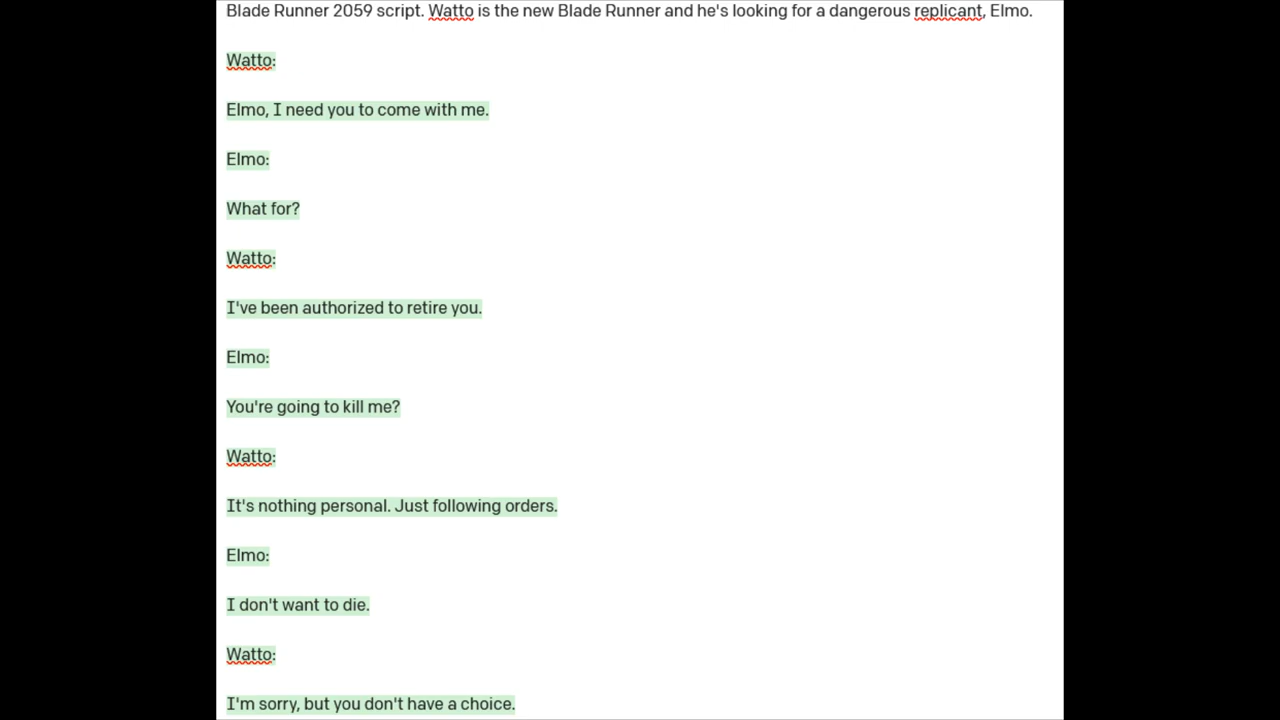 Blade Runner 2059 script. Watto is the new Blade Runner and he's looking for a dangerous replicant, Elmo.
Watto:
Elmo, I need you to come with me.
Elmo:
What for?
Watto:
I've been authorized to retire you.
Elmo:
You're going to kill me?
Watto:
It's nothing personal. Just following orders.
Elmo:
I don't want to die.
Watto:
I'm sorry, but you don't have a choice.